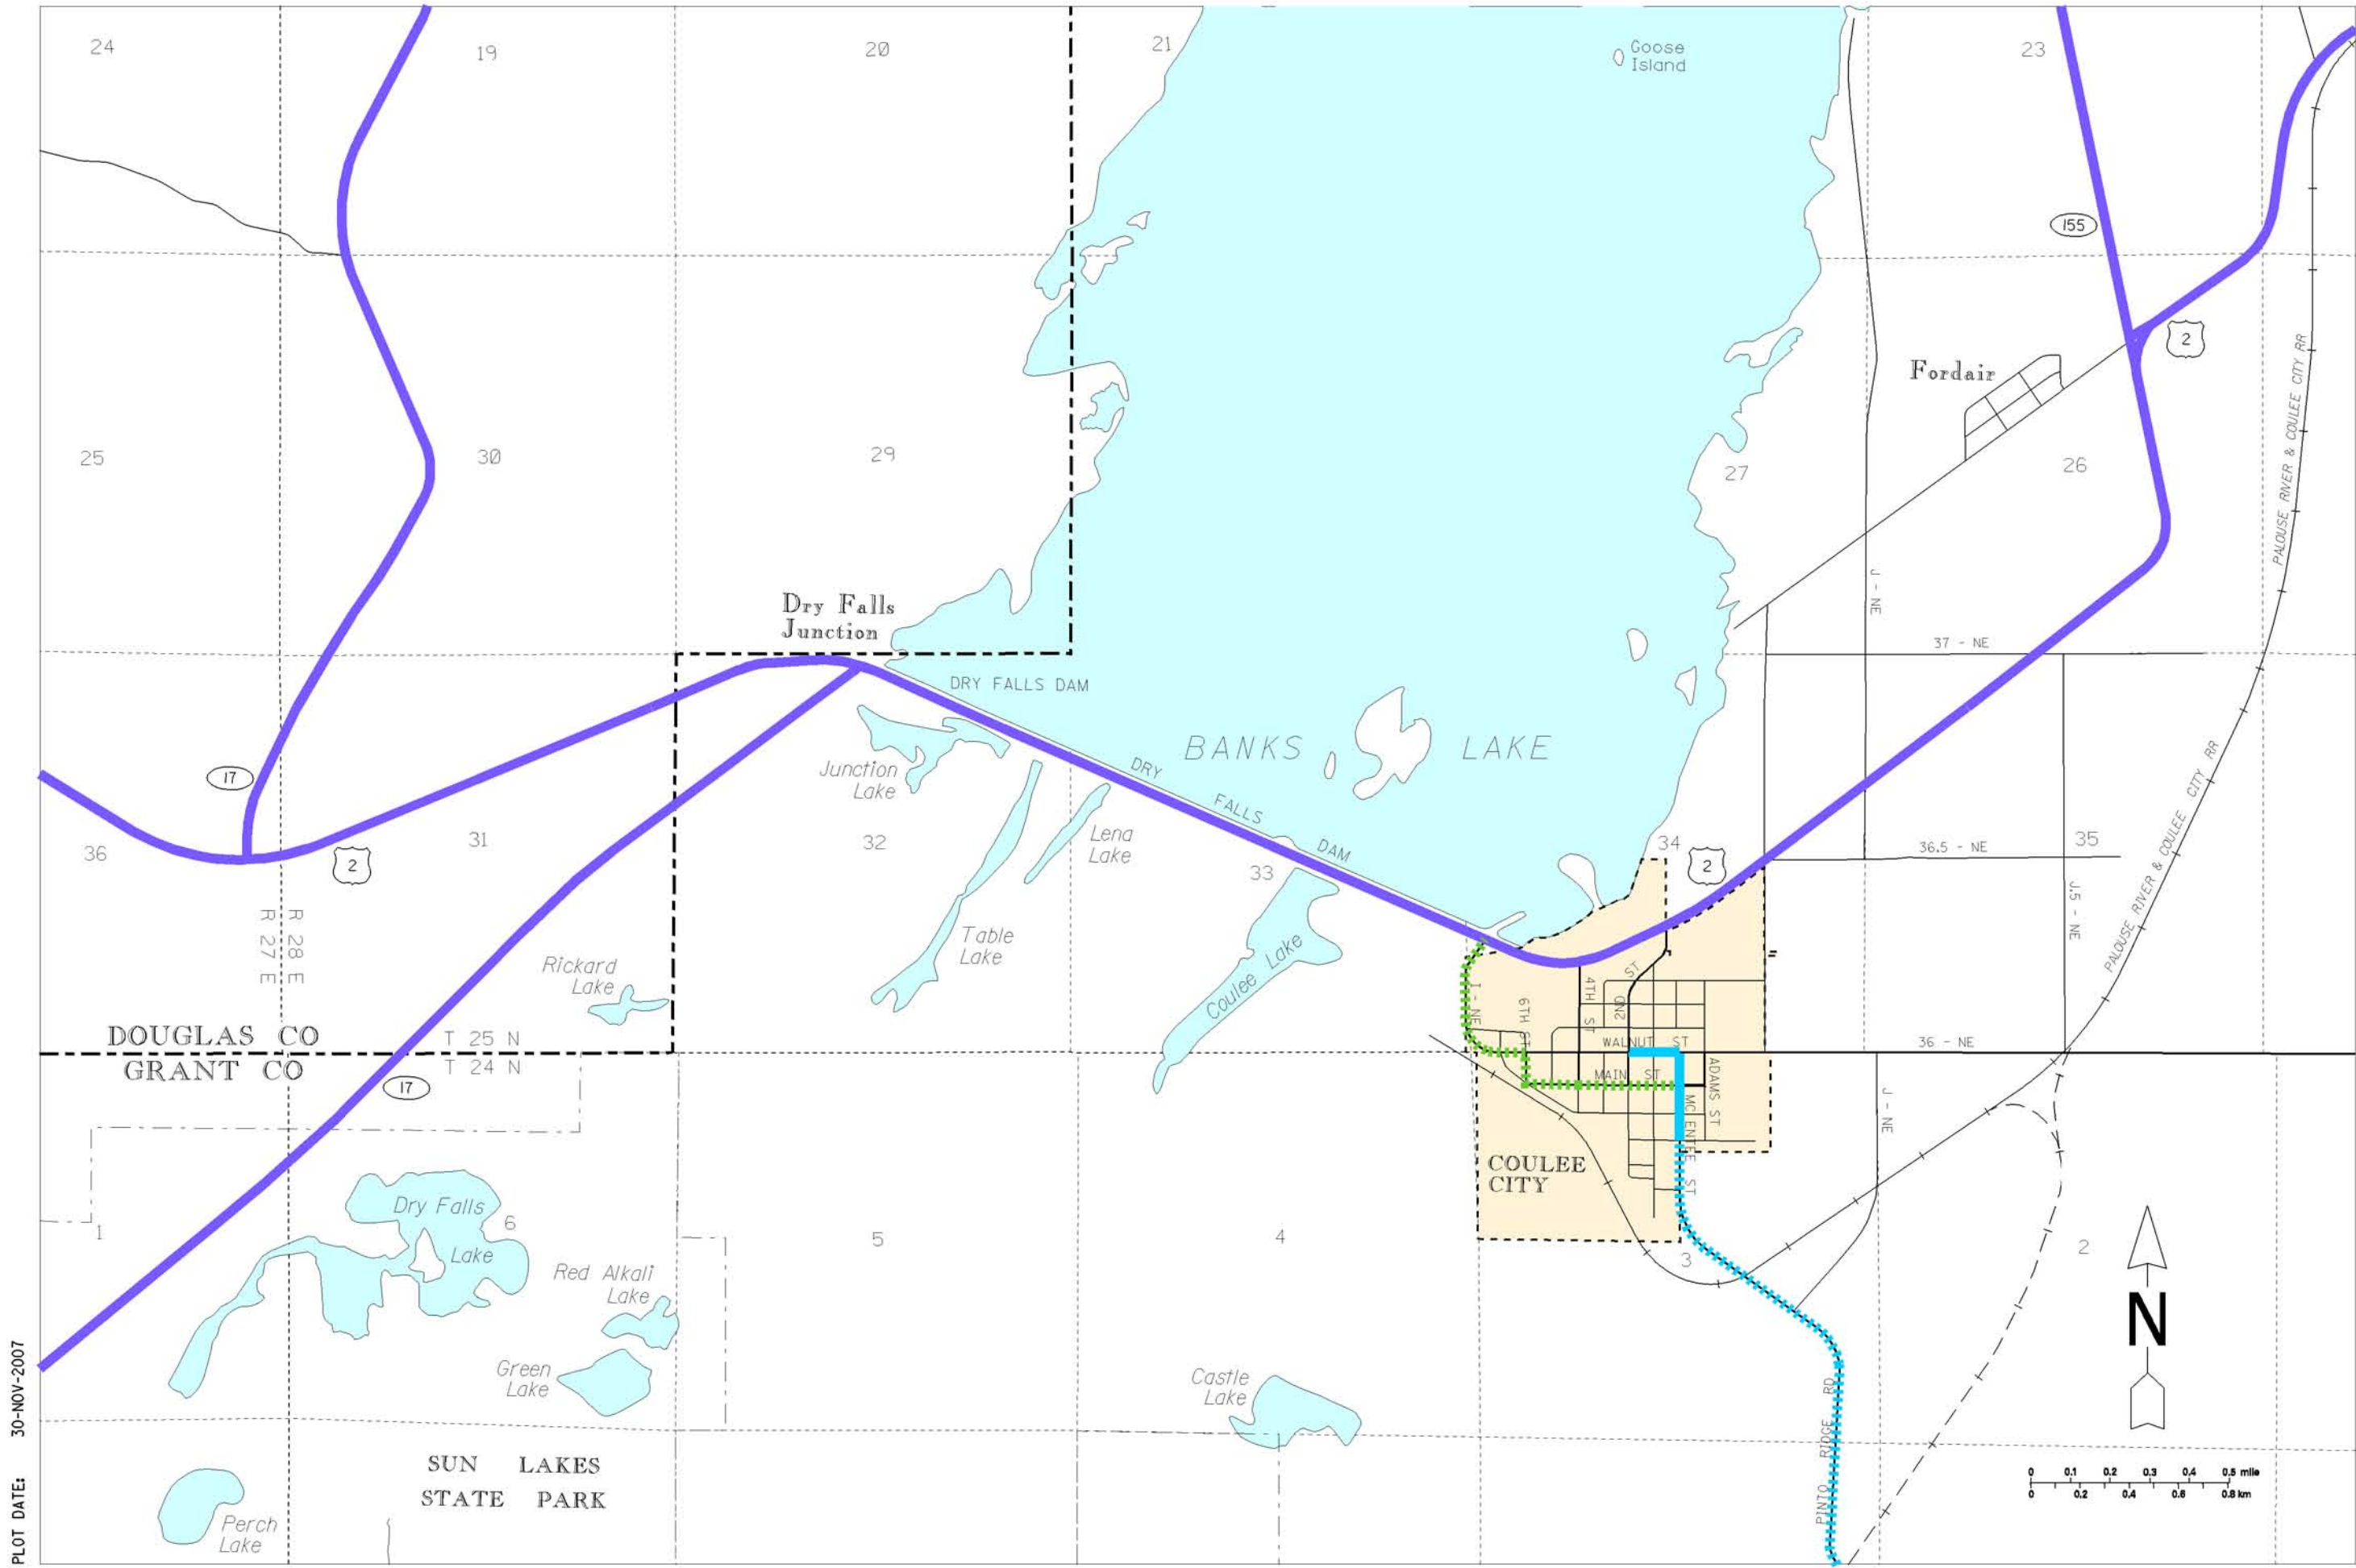 24
19
20
21
Goose
Island
23
155
2
Fordair
PALOUSE RIVER & COULEE CITY RR
25
30
29
27
26
J - NE
Dry Falls
Junction
37 - NE
DRY FALLS DAM
BANKS LAKE
DRY FALLS DAM
Junction
Lake
17
Lena
Lake
PALOUSE RIVER & COULEE CITY RR
36
31
2
32
33
34
2
36.5 - NE
35
J.5 - NE
R 27 E
R 28 E
Table
Lake
Coulee Lake
Rickard
Lake
I - NE
6TH ST
4TH ST
2ND ST
DOUGLAS CO
T 25 N
WALNUT ST
36 - NE
GRANT CO
T 24 N
17
MAIN ST
ADAMS ST
MC ENTEE ST
J - NE
COULEE
CITY
Dry Falls
Lake
1
6
5
4
3
2
Red Alkali
Lake
Green
Lake
Castle
Lake
N
PINTO RIDGE RD
SUN LAKES
STATE PARK
Perch
Lake
0 0.1 0.2 0.3 0.4 0.5 mile
0 0.2 0.4 0.6 0.8 km
PLOT DATE: 30-NOV-2007